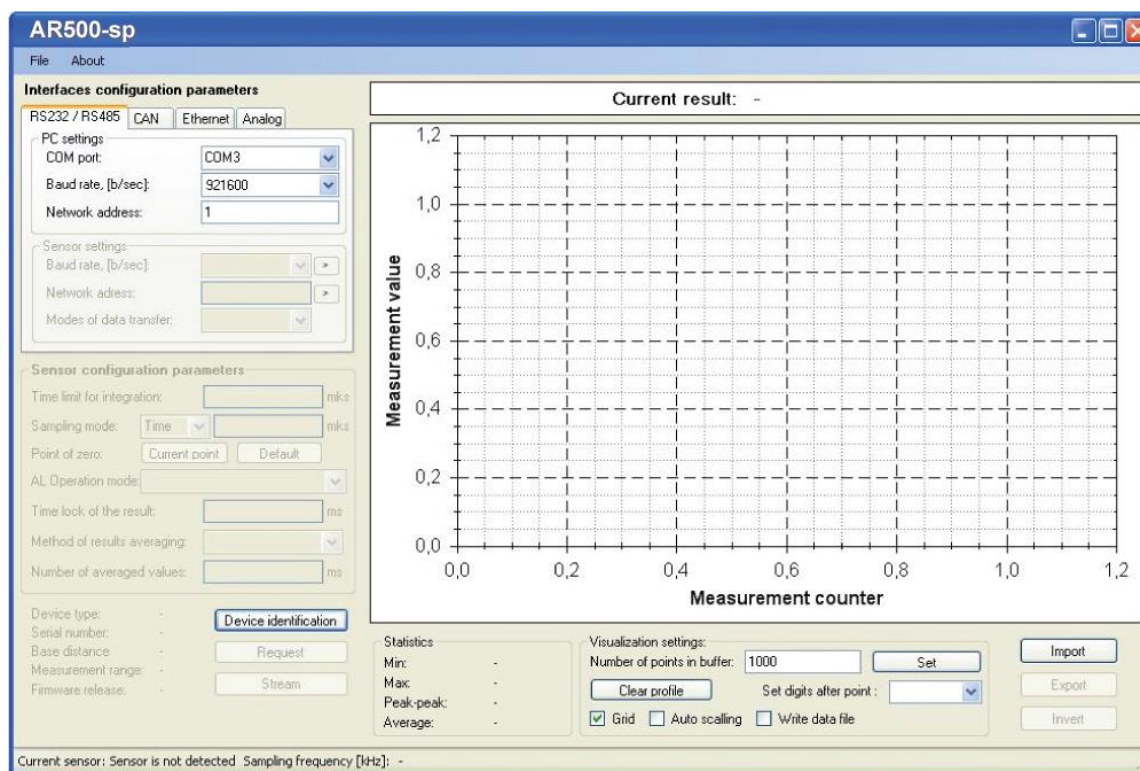 AR500-sp
File About
Interfaces configuration parameters
RS232 / RS485 CAN Ethernet Analog
PC settings
COM port: COM3
Baud rate, [b/sec]: 921600
Network address: 1
Sensor settings
Baud rate, [b/sec]: >
Network adress: >
Modes of data transfer:
Sensor configuration parameters
Time limit for integration: mks
Sampling mode: Time mks
Point of zero: Current point Default
AL Operation mode:
Time lock of the result: ms
Method of results averaging:
Number of averaged values: ms
Device type: -
Serial number: -
Base distance -
Measurement range: -
Firmware release: -
Device identification
Request
Stream
Current result: -
Measurement value
1,2
1,0
0,8
0,6
0,4
0,2
0,0
0,0 0,2 0,4 0,6 0,8 1,0 1,2
Measurement counter
Statistics
Min: -
Max: -
Peak-peak: -
Average: -
Visualization settings:
Number of points in buffer: 1000 Set
Clear profile Set digits after point :
Grid Auto scalling Write data file
Import
Export
Invert
Current sensor: Sensor is not detected Sampling frequency [kHz]: -